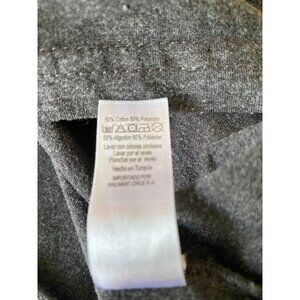 50% Cotton 50% Polyester
50% Algodón 50% Poliéster
Lavar con colores similares
Lavar por el revés
Planchar por el revés
Hecho en Turquía
IMPORTADO POR
WALMART CHILE S.A.